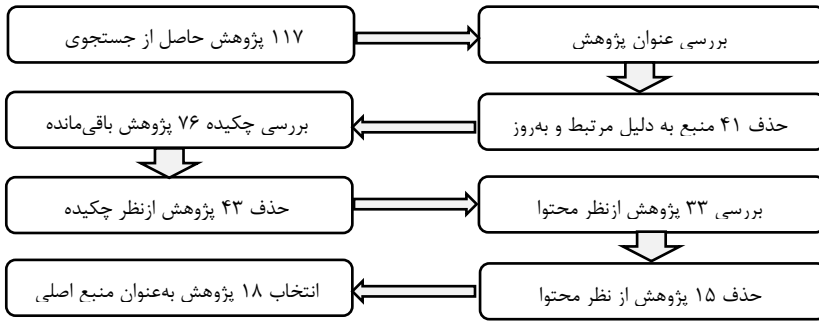 ۱۱۷ پژوهش حاصل از جستجوی
بررسی عنوان پژوهش
حذف ۴۱ منبع به دلیل مرتبط و به‌روز
بررسی چکیده ۷۶ پژوهش باقی‌مانده
حذف ۴۳ پژوهش ازنظر چکیده
بررسی ۳۳ پژوهش ازنظر محتوا
حذف ۱۵ پژوهش از نظر محتوا
انتخاب ۱۸ پژوهش به‌عنوان منبع اصلی